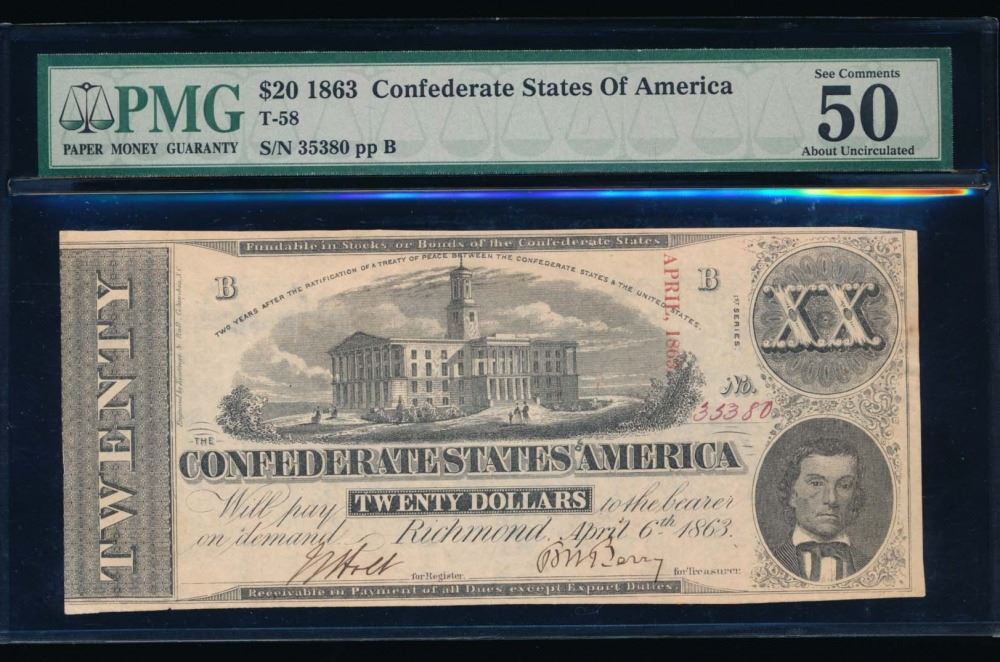 PMG
PAPER MONEY GUARANTY
$20 1863 Confederate States Of America
T-58
S/N 35380 pp B
See Comments
50
About Uncirculated
Fundable in Stocks or Bonds of the Confederate States
TWO YEARS AFTER THE RATIFICATION OF A TREATY OF PEACE BETWEEN THE CONFEDERATE STATES & THE UNITED STATES.
B
B
APRIL, 1863
1ST SERIES.
XX
No.
35380
TWENTY
THE
CONFEDERATE STATES OF AMERICA
Will pay TWENTY DOLLARS to the bearer
on demand Richmond, April 6th 1863.
for Register.
for Treasurer.
Receivable in Payment of all Dues except Export Duties.